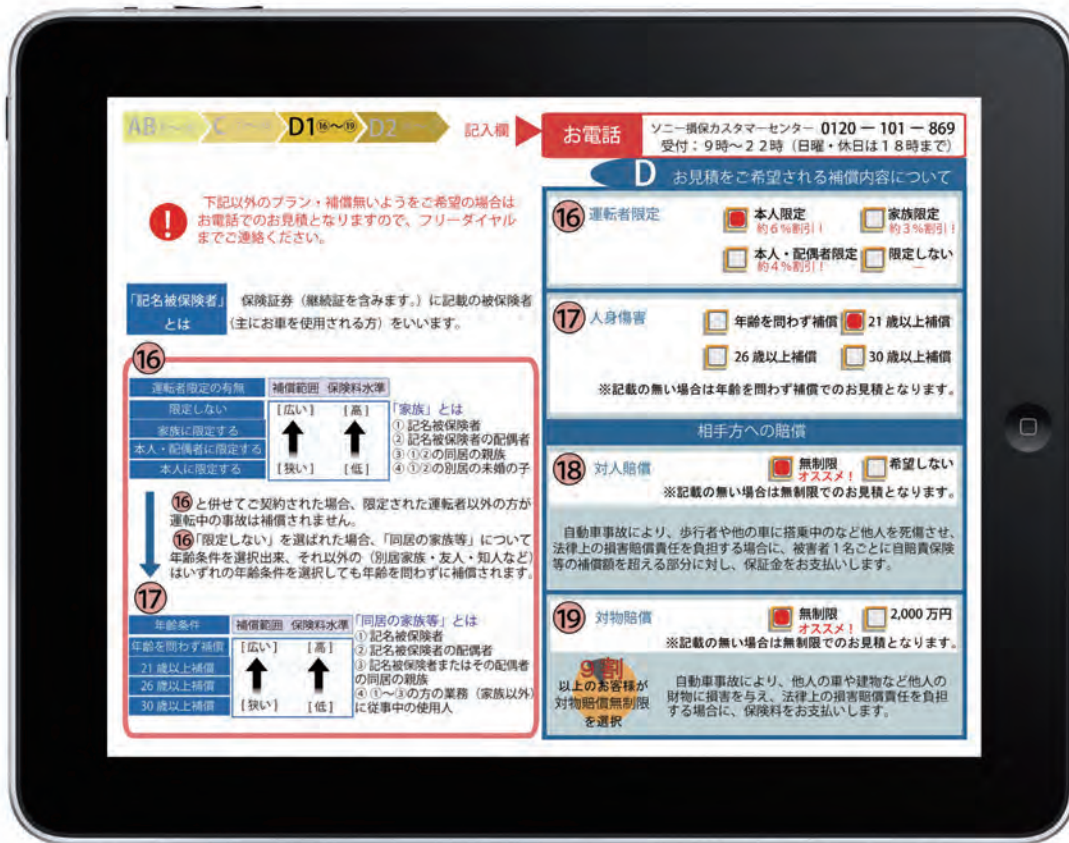 D1⑯〜⑲
記入欄
お電話
ソニー損保カスタマーセンター 0120 − 101 − 869
受付：9時〜22時（日曜・休日は18時まで）
D お見積をご希望される補償内容について
下記以外のプラン・補償無いようをご希望の場合は
お電話でのお見積となりますので、フリーダイヤル
までご連絡ください。
「記名被保険者」とは
保険証券（継続証を含みます。）に記載の被保険者
（主にお車を使用される方）をいいます。
⑯
運転者限定の有無 補償範囲 保険料水準
限定しない [広い] [高]
家族に限定する
本人・配偶者に限定する
本人に限定する [狭い] [低]
「家族」とは
①記名被保険者
②記名被保険者の配偶者
③①②の同居の親族
④①②の別居の未婚の子
⑯と併せてご契約された場合、限定された運転者以外の方が
運転中の事故は補償されません。
⑯「限定しない」を選ばれた場合、「同居の家族等」について
年齢条件を選択出来、それ以外の（別居家族・友人・知人など）
はいずれの年齢条件を選択しても年齢を問わずに補償されます。
⑰
年齢条件 補償範囲 保険料水準
年齢を問わず補償 [広い] [高]
21歳以上補償
26歳以上補償
30歳以上補償 [狭い] [低]
「同居の家族等」とは
①記名被保険者
②記名被保険者の配偶者
③記名被保険者またはその配偶者
の同居の親族
④①〜③の方の業務（家族以外）
に従事中の使用人
⑯ 運転者限定
本人限定
約6％割引！
家族限定
約3％割引！
本人・配偶者限定
約4％割引！
限定しない
—
⑰ 人身傷害
年齢を問わず補償 21歳以上補償
26歳以上補償 30歳以上補償
※記載の無い場合は年齢を問わず補償でのお見積となります。
相手方への賠償
⑱ 対人賠償
無制限
オススメ！
希望しない
※記載の無い場合は無制限でのお見積となります。
自動車事故により、歩行者や他の車に搭乗中のなど他人を死傷させ、
法律上の損害賠償責任を負担する場合に、被害者1名ごとに自賠責保険
等の補償額を超える部分に対し、保証金をお支払いします。
⑲ 対物賠償
無制限
オススメ！
2,000万円
※記載の無い場合は無制限でのお見積となります。
9割
以上のお客様が
対物賠償無制限
を選択
自動車事故により、他人の車や建物など他人の
財物に損害を与え、法律上の損害賠償責任を負担
する場合に、保険料をお支払いします。